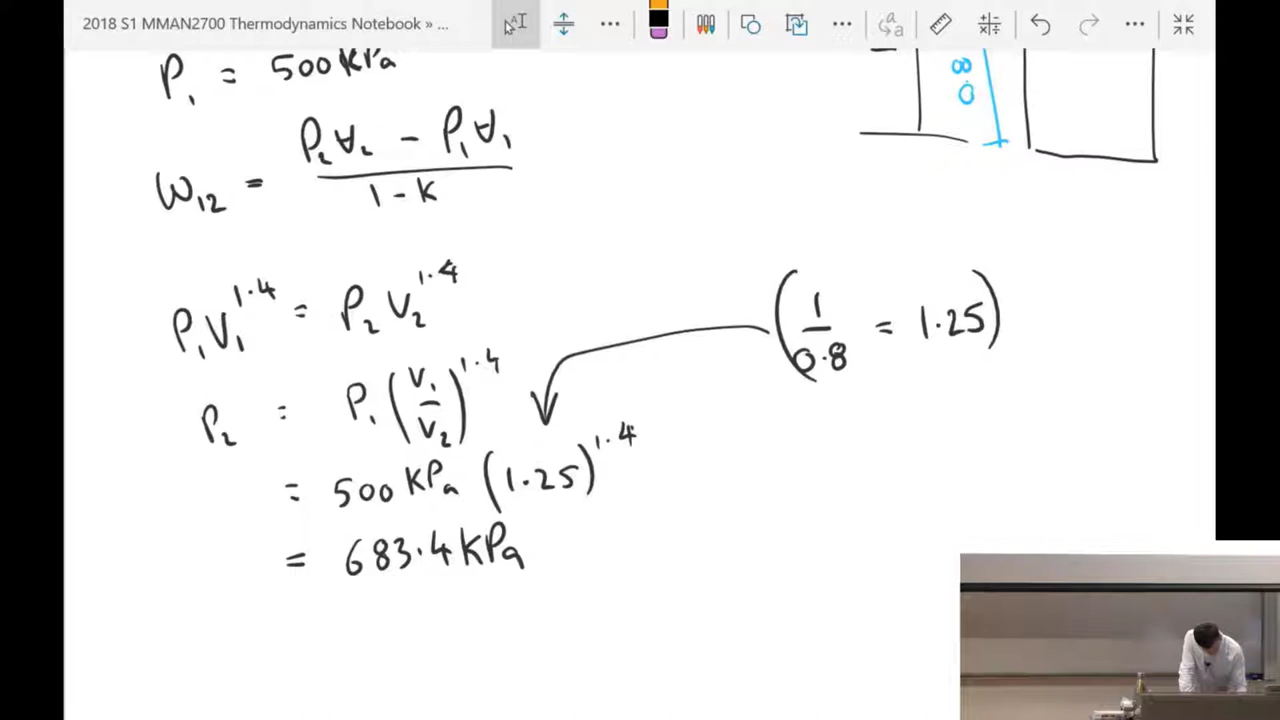 2018 S1 MMAN2700 Thermodynamics Notebook » ...
P₁ = 500 kPa
W₁₂ = (P₂V₂ - P₁V₁) / (1 - k)
P₁V₁^1.4 = P₂V₂^1.4
(1/0.8 = 1.25)
P₂ = P₁ (V₁/V₂)^1.4
= 500 kPa (1.25)^1.4
= 683.4 kPa